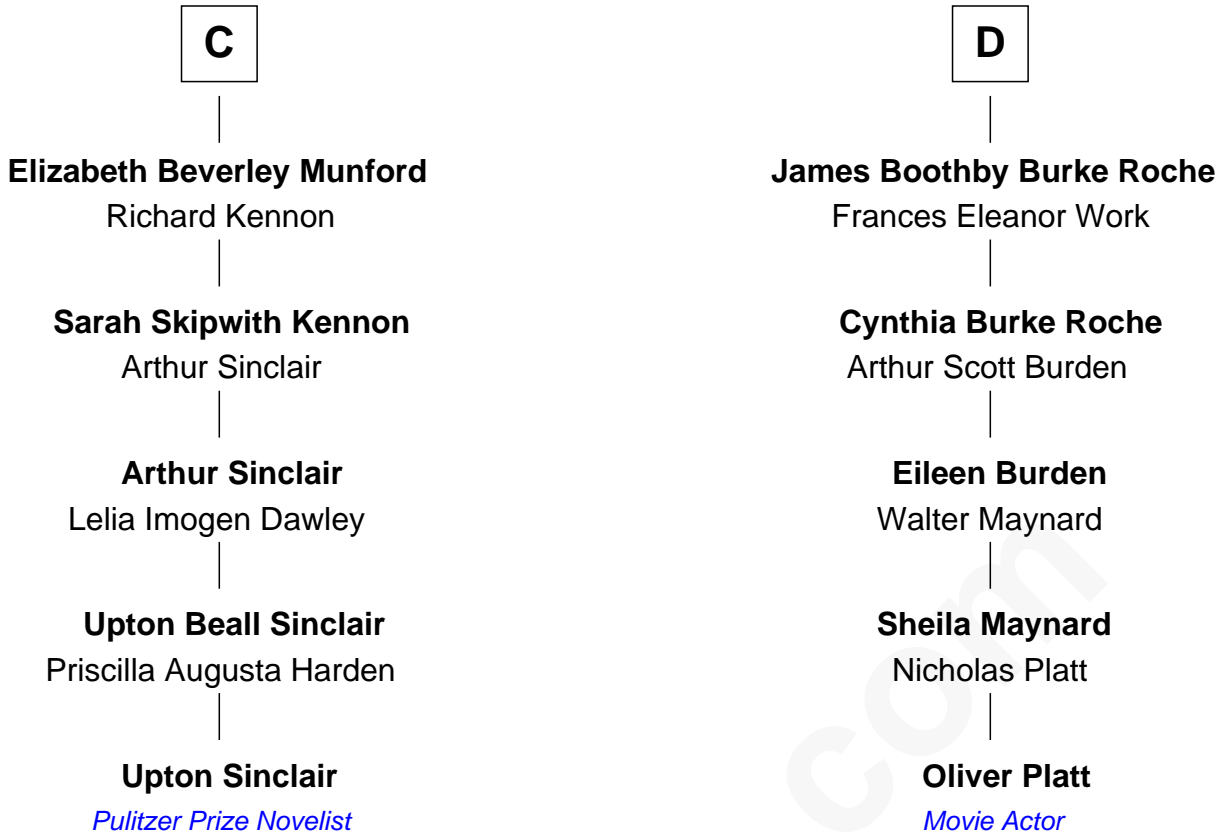 C
Elizabeth Beverley Munford
Richard Kennon
Sarah Skipwith Kennon
Arthur Sinclair
Arthur Sinclair
Lelia Imogen Dawley
Upton Beall Sinclair
Priscilla Augusta Harden
Upton Sinclair
Pulitzer Prize Novelist
D
James Boothby Burke Roche
Frances Eleanor Work
Cynthia Burke Roche
Arthur Scott Burden
Eileen Burden
Walter Maynard
Sheila Maynard
Nicholas Platt
Oliver Platt
Movie Actor
com